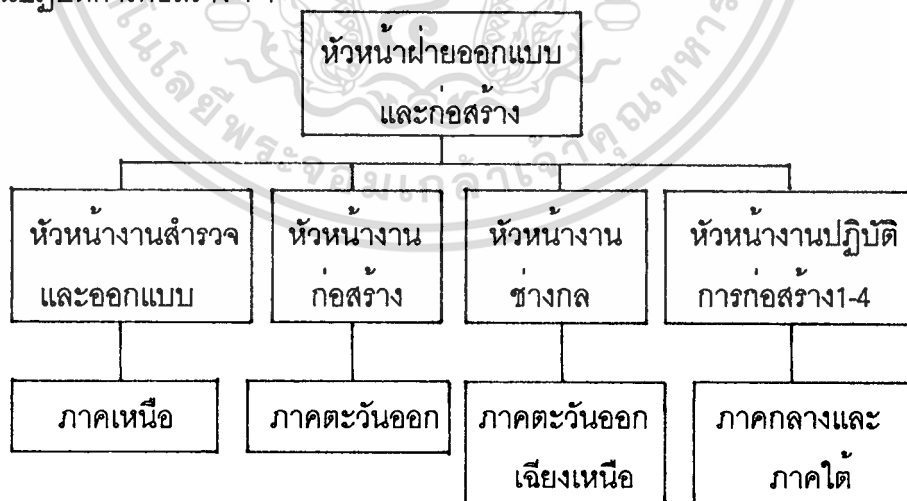 หัวหน้าฝ่ายออกแบบ
และก่อสร้าง
หัวหน้างานสำรวจ
และออกแบบ
หัวหน้างาน
ก่อสร้าง
หัวหน้างาน
ช่างกล
หัวหน้างานปฏิบัติ
การก่อสร้าง1-4
ภาคเหนือ
ภาคตะวันออก
ภาคตะวันออก
เฉียงเหนือ
ภาคกลางและ
ภาคใต้